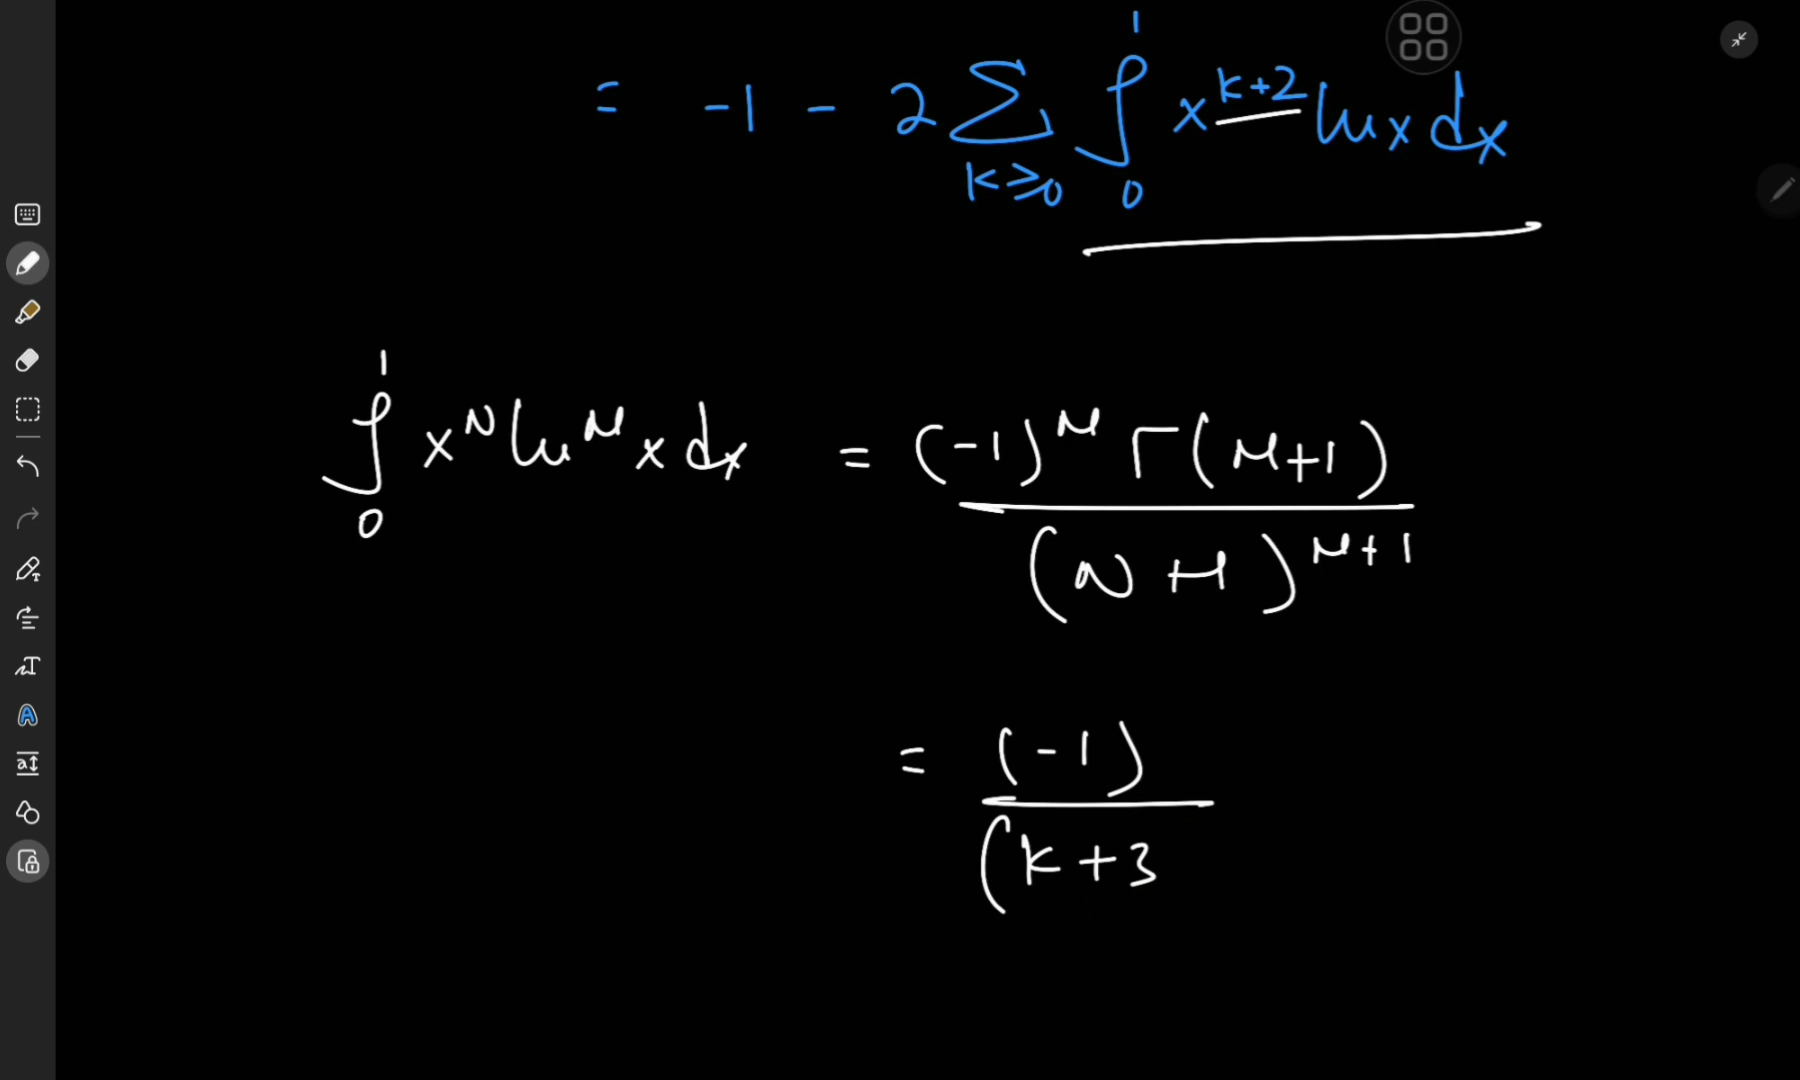 = -1 - 2 ∑_{k≥0} ∫_0^1 x^{k+2} ln x dx
∫_0^1 x^N ln^M x dx = (-1)^M Γ(M+1) / (N+1)^{M+1}
= (-1) / (k+3